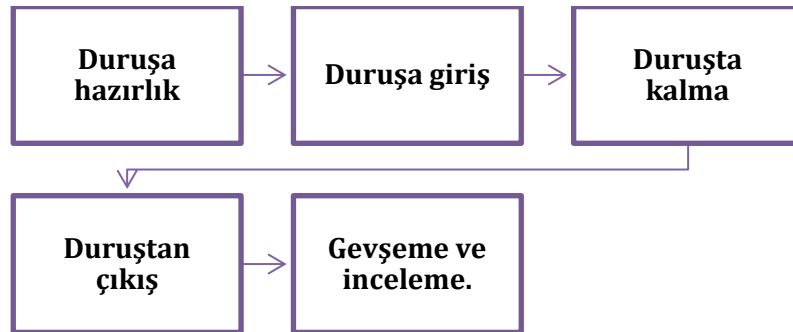 Duruşa
hazırlık
Duruşa giriş
Duruşta
kalma
Duruştan
çıkış
Gevşeme ve
inceleme.